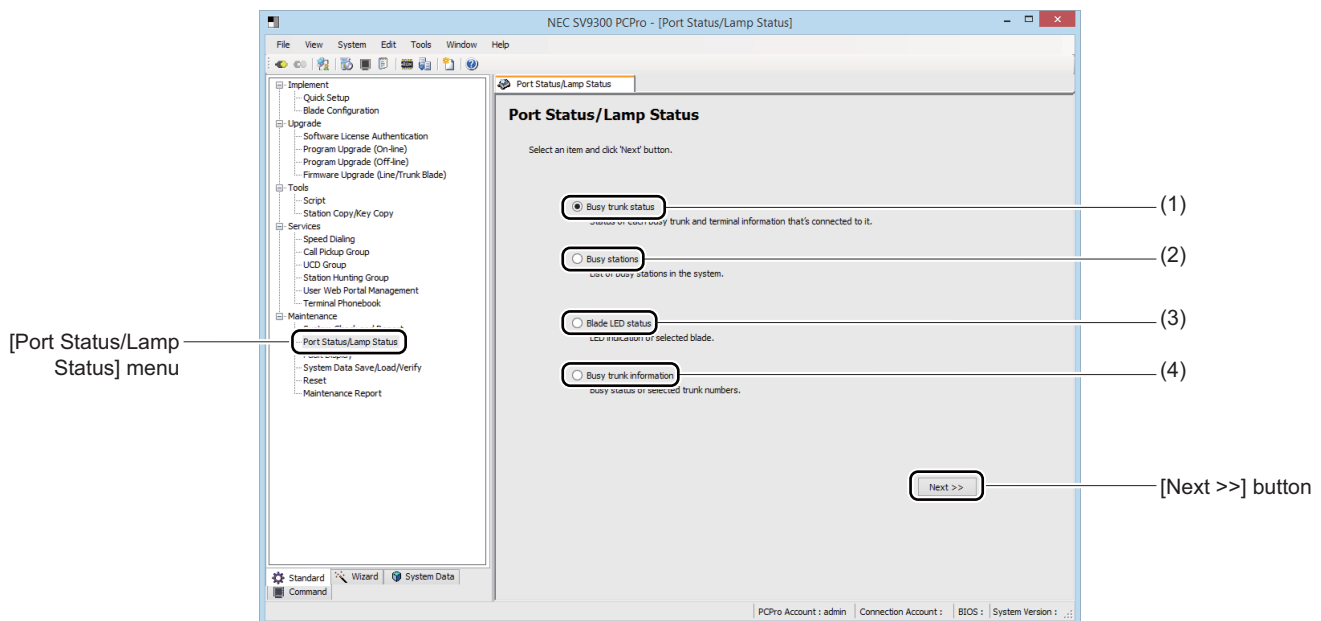 NEC SV9300 PCPro - [Port Status/Lamp Status]
File View System Edit Tools Window Help
Implement
Quick Setup
Blade Configuration
Upgrade
Software License Authentication
Program Upgrade (On-line)
Program Upgrade (Off-line)
Firmware Upgrade (Line/Trunk Blade)
Tools
Script
Station Copy/Key Copy
Services
Speed Dialing
Call Pickup Group
UCD Group
Station Hunting Group
User Web Portal Management
Terminal Phonebook
Maintenance
Port Status/Lamp Status
System Data Save/Load/Verify
Reset
Maintenance Report
Standard Wizard System Data
Command
Port Status/Lamp Status
Port Status/Lamp Status
Select an item and click 'Next' button.
Busy trunk status
Status of each busy trunk and terminal information that's connected to it.
Busy stations
List of busy stations in the system.
Blade LED status
LED indication of selected blade.
Busy trunk information
Busy status of selected trunk numbers.
Next >>
PCPro Account : admin Connection Account : BIOS : System Version :
[Port Status/Lamp
Status] menu
(1)
(2)
(3)
(4)
[Next >>] button